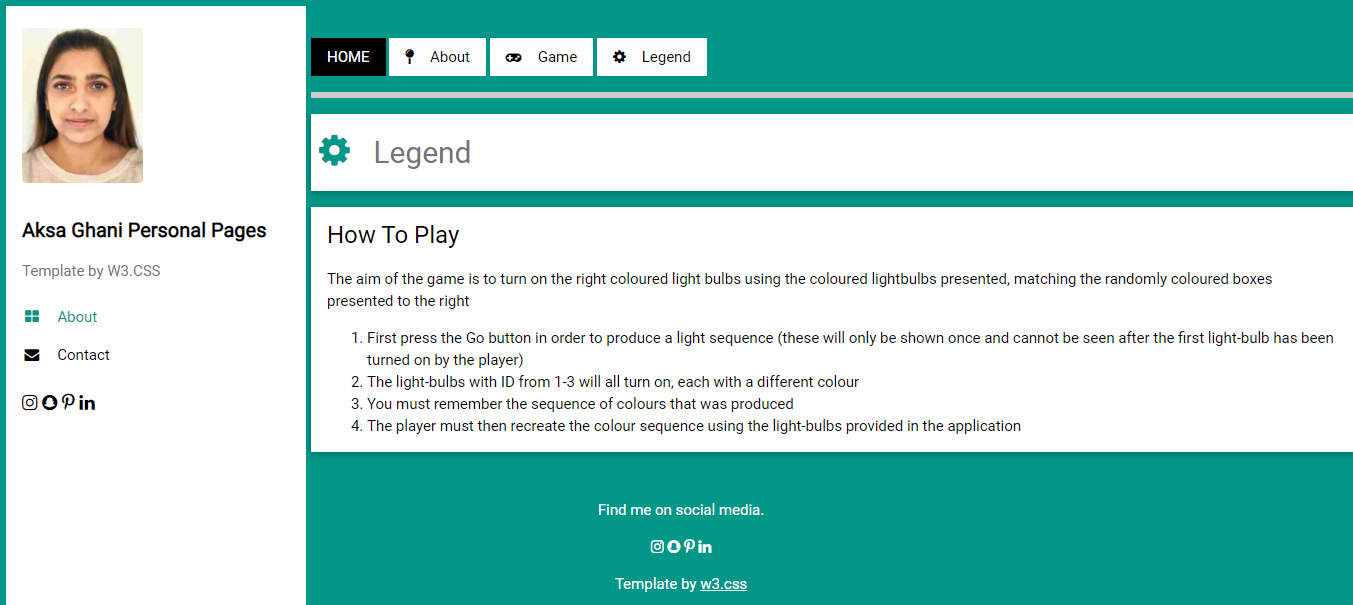 HOME
About
Game
Legend
Legend
Aksa Ghani Personal Pages
Template by W3.CSS
About
Contact
How To Play
The aim of the game is to turn on the right coloured light bulbs using the coloured lightbulbs presented, matching the randomly coloured boxes
presented to the right
1. First press the Go button in order to produce a light sequence (these will only be shown once and cannot be seen after the first light-bulb has been
turned on by the player)
2. The light-bulbs with ID from 1-3 will all turn on, each with a different colour
3. You must remember the sequence of colours that was produced
4. The player must then recreate the colour sequence using the light-bulbs provided in the application
Find me on social media.
Template by w3.css